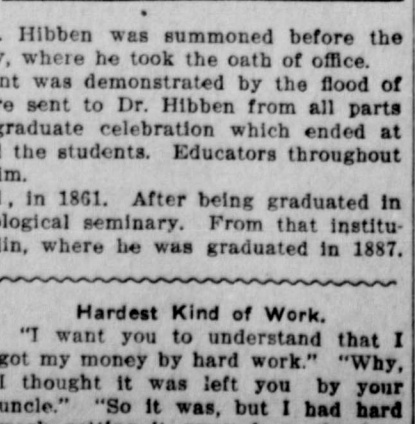 . Hibben was summoned before the
, where he took the oath of office.
nt was demonstrated by the flood of
e sent to Dr. Hibben from all parts
graduate celebration which ended at
the students. Educators throughout
im.
, in 1861. After being graduated in
ological seminary. From that institu-
lin, where he was graduated in 1887.
Hardest Kind of Work.
"I want you to understand that I
got my money by hard work." "Why,
I thought it was left you by your
uncle." "So it was, but I had hard